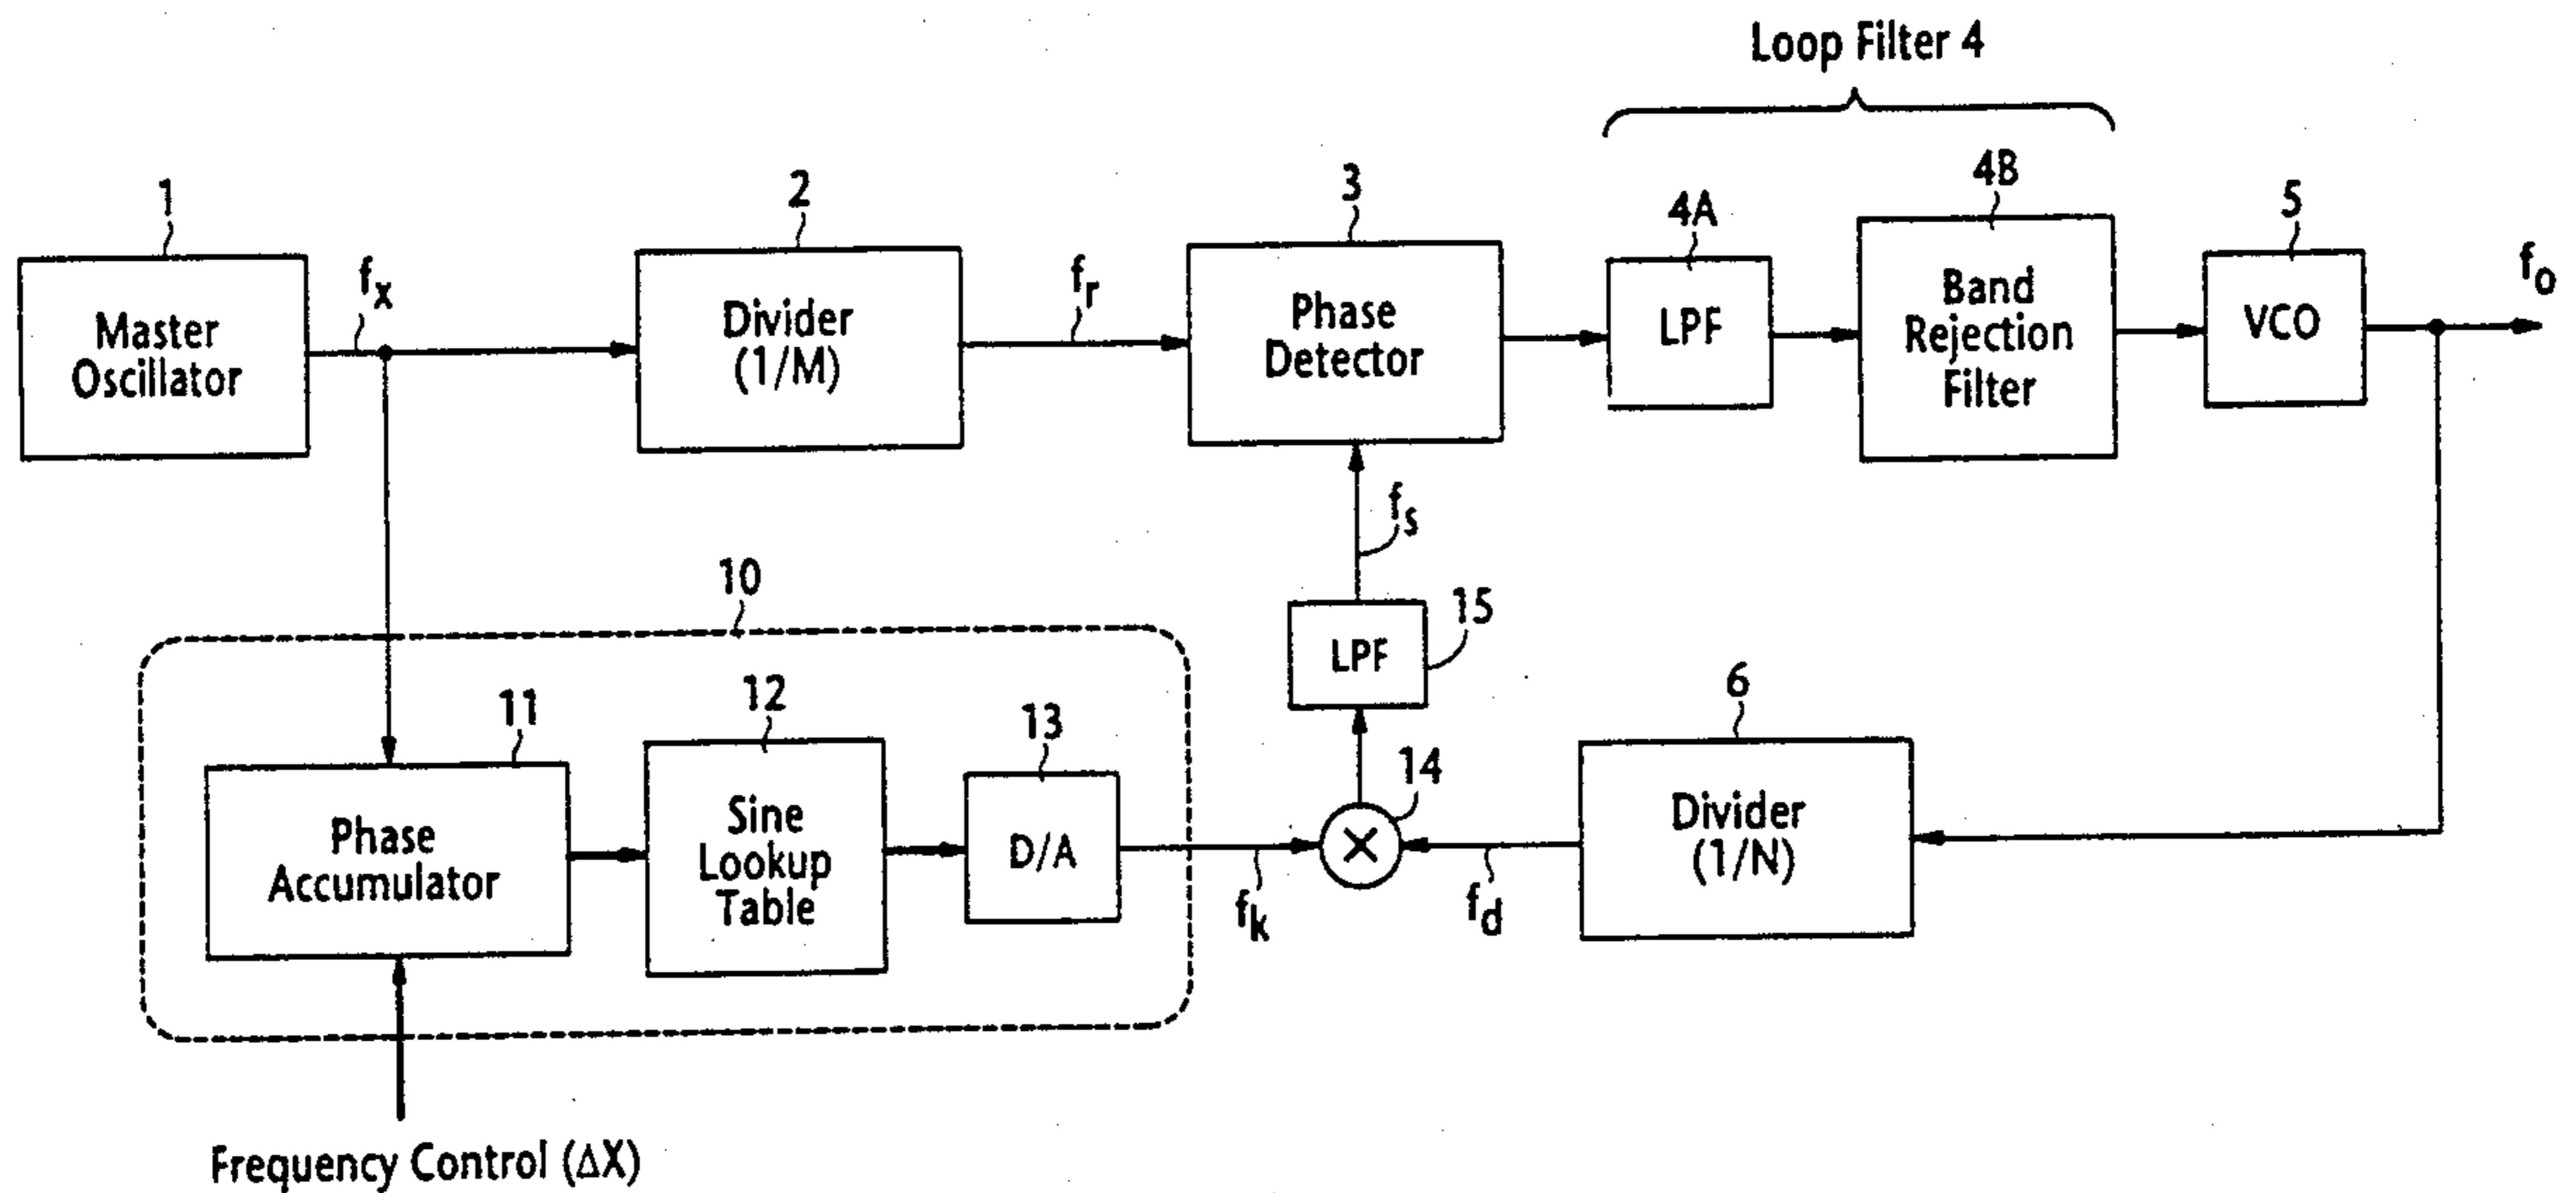 Loop Filter 4
1
2
3
4A
4B
5
Master
Oscillator
fx
Divider
(1/M)
fr
Phase
Detector
LPF
Band
Rejection
Filter
VCO
fo
fs
10
LPF
15
11
12
13
14
6
Phase
Accumulator
Sine
Lookup
Table
D/A
fk
fd
Divider
(1/N)
Frequency Control (ΔX)